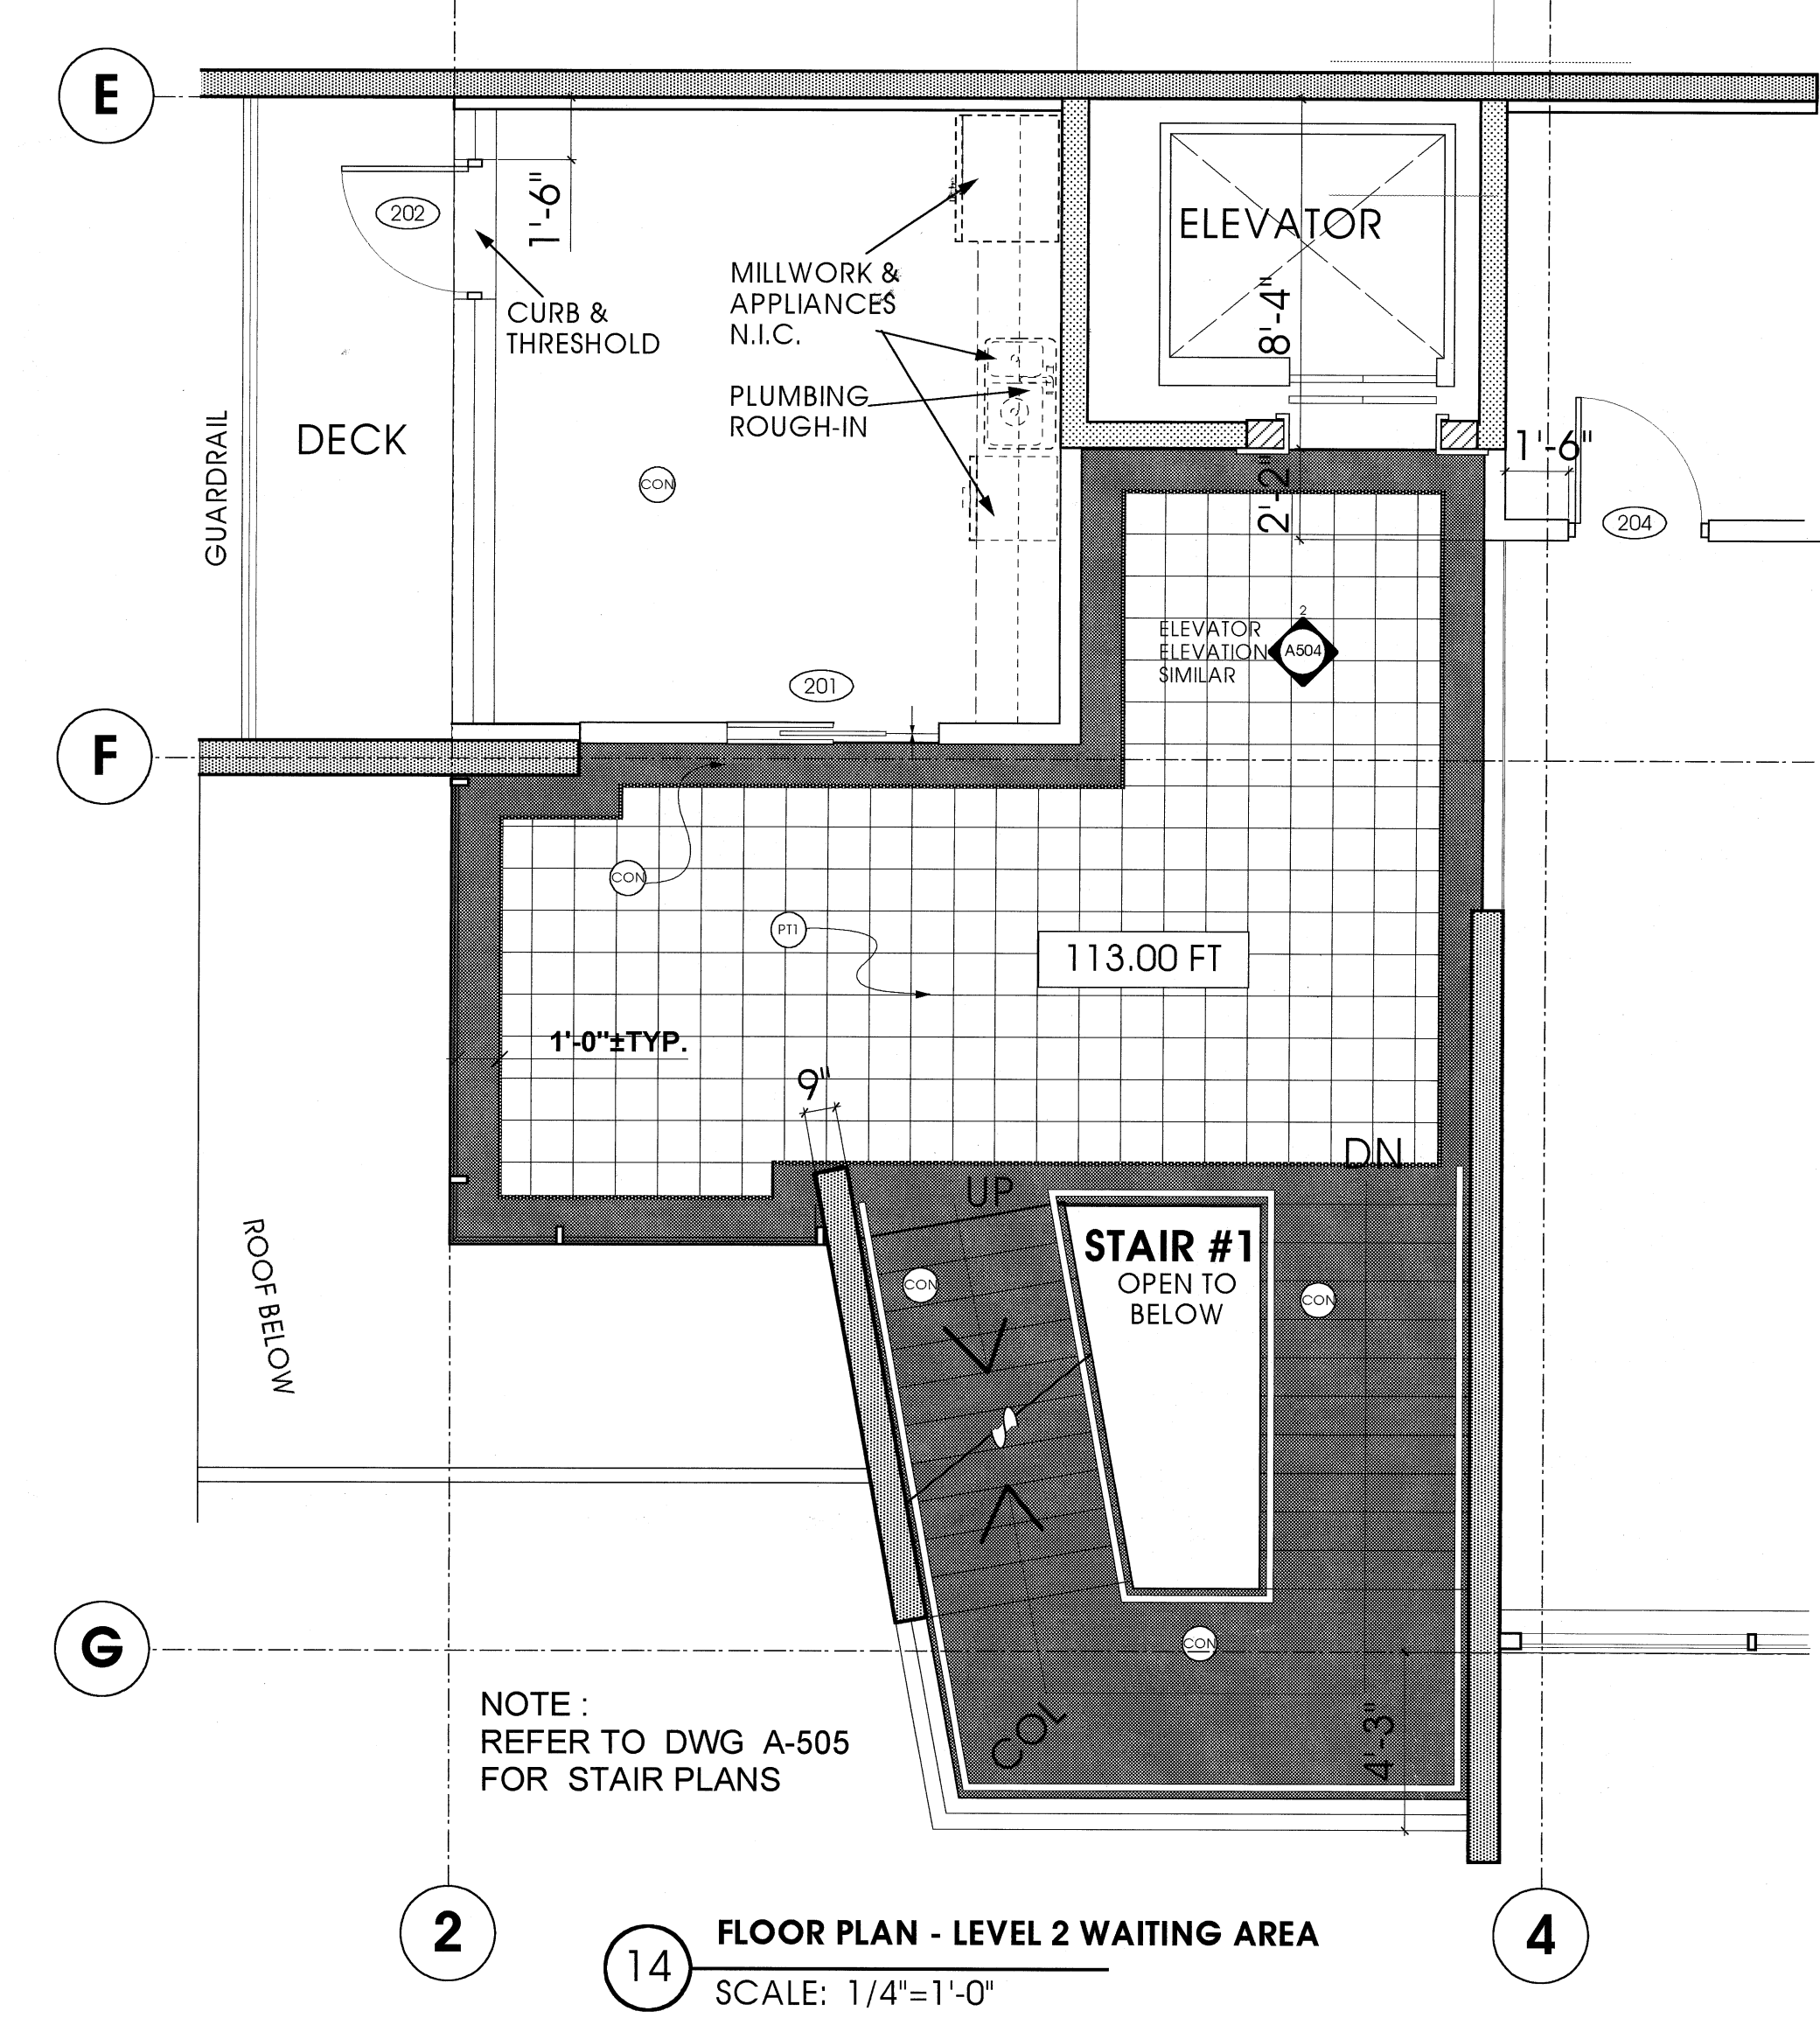 E
202
1'-6"
CURB &
THRESHOLD
MILLWORK &
APPLIANCES
N.I.C.
PLUMBING
ROUGH-IN
ELEVATOR
8'-4"
GUARDRAIL
DECK
CON
2'-2"
1'-6"
204
201
ELEVATOR
ELEVATION
SIMILAR
2
A504
F
CON
PT1
113.00 FT
1'-0"±TYP.
9"
DN
UP
STAIR #1
OPEN TO
BELOW
CON
CON
ROOF BELOW
G
CON
COL
4'-3"
NOTE :
REFER TO DWG A-505
FOR STAIR PLANS
2
4
14
FLOOR PLAN - LEVEL 2 WAITING AREA
SCALE: 1/4"=1'-0"